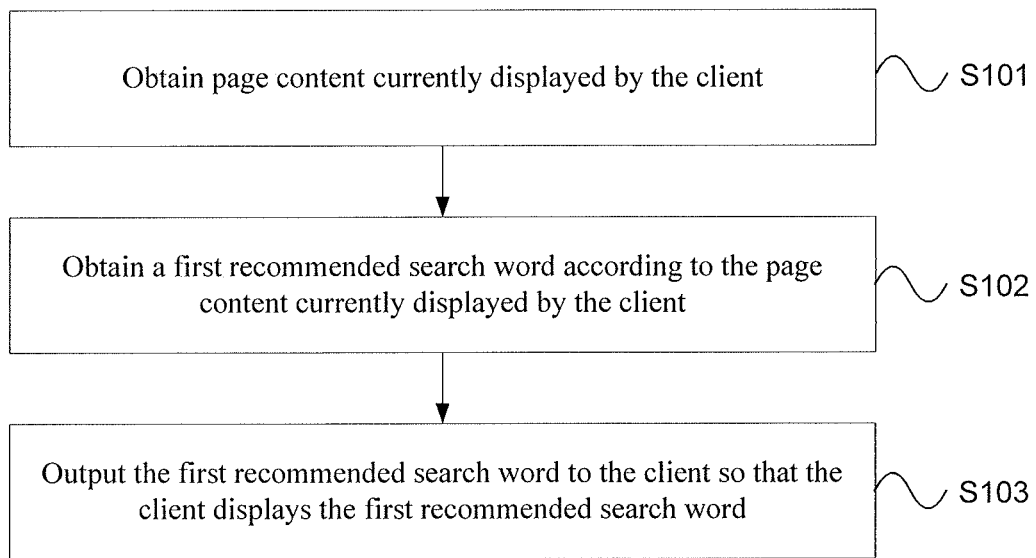 Obtain page content currently displayed by the client
S101
Obtain a first recommended search word according to the page
content currently displayed by the client
S102
Output the first recommended search word to the client so that the
client displays the first recommended search word
S103